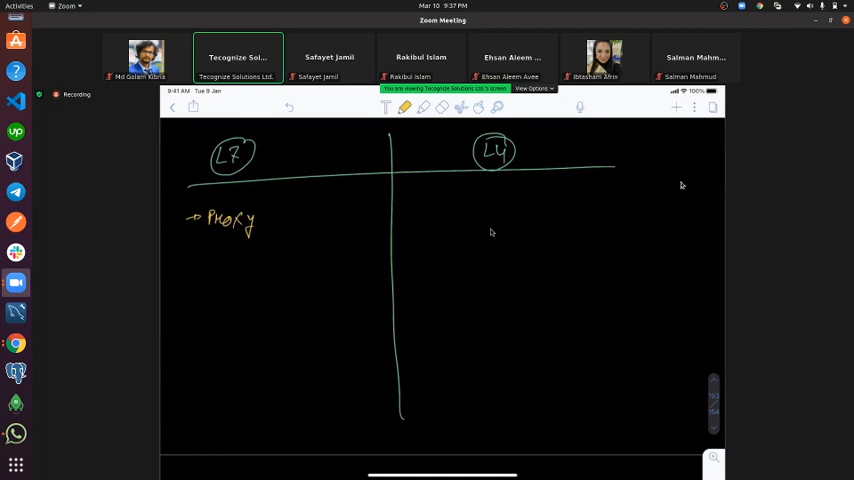 Activities
Zoom
Mar 10 9:37 PM
Zoom Meeting
Tecognize Sol...
Safayet Jamil
Rakibul Islam
Ehsan Aleem ...
Salman Mahm...
Md Golam Kibria
Tecognize Solutions Ltd.
Safayet Jamil
Rakibul Islam
Ehsan Aleem Avee
Ibtasham Afrin
Salman Mahmud
Recording
You are viewing Tecognize Solutions Ltd.'s screen
View Options
9:41 AM Tue 9 Jan
100%
L7
L4
→ Proxy
153
154